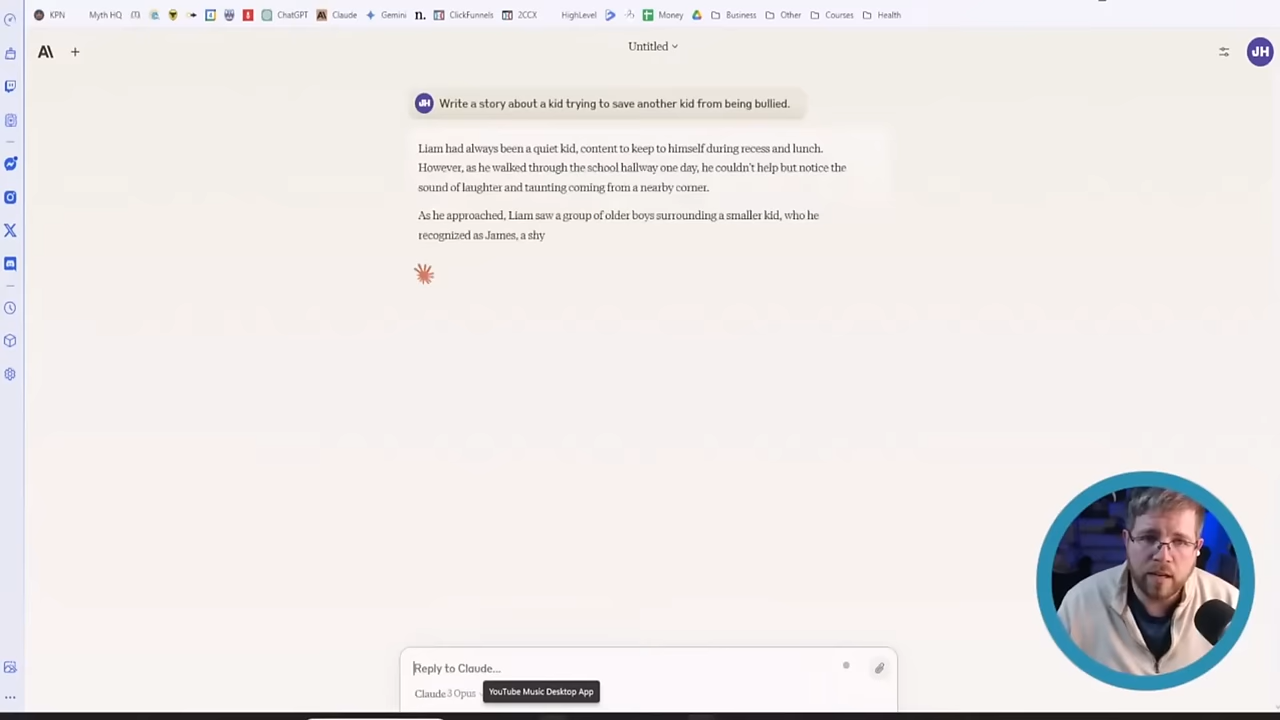 KPN Myth HQ ChatGPT Claude Gemini n. ClickFunnels 2CCX HighLevel Money Business Other Courses Health
Untitled
JH
JH Write a story about a kid trying to save another kid from being bullied.
Liam had always been a quiet kid, content to keep to himself during recess and lunch.
However, as he walked through the school hallway one day, he couldn't help but notice the
sound of laughter and taunting coming from a nearby corner.
As he approached, Liam saw a group of older boys surrounding a smaller kid, who he
recognized as James, a shy
Reply to Claude...
Claude 3 Opus
YouTube Music Desktop App